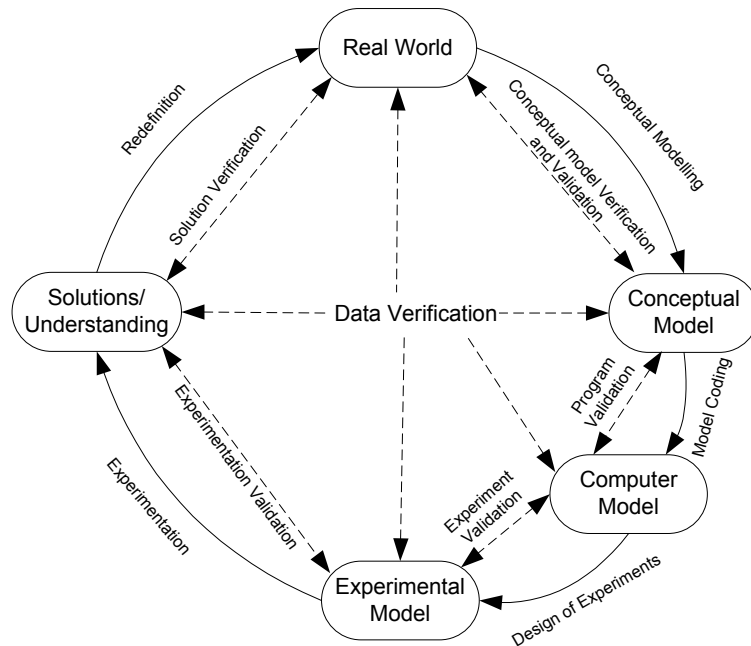 Real World
Redefinition
Solution Verification
Conceptual model Verification
and Validation
Conceptual Modelling
Solutions/
Understanding
Data Verification
Conceptual
Model
Program
Validation
Model Coding
Experimentation Validation
Experimentation
Experiment
Validation
Computer
Model
Experimental
Model
Design of Experiments